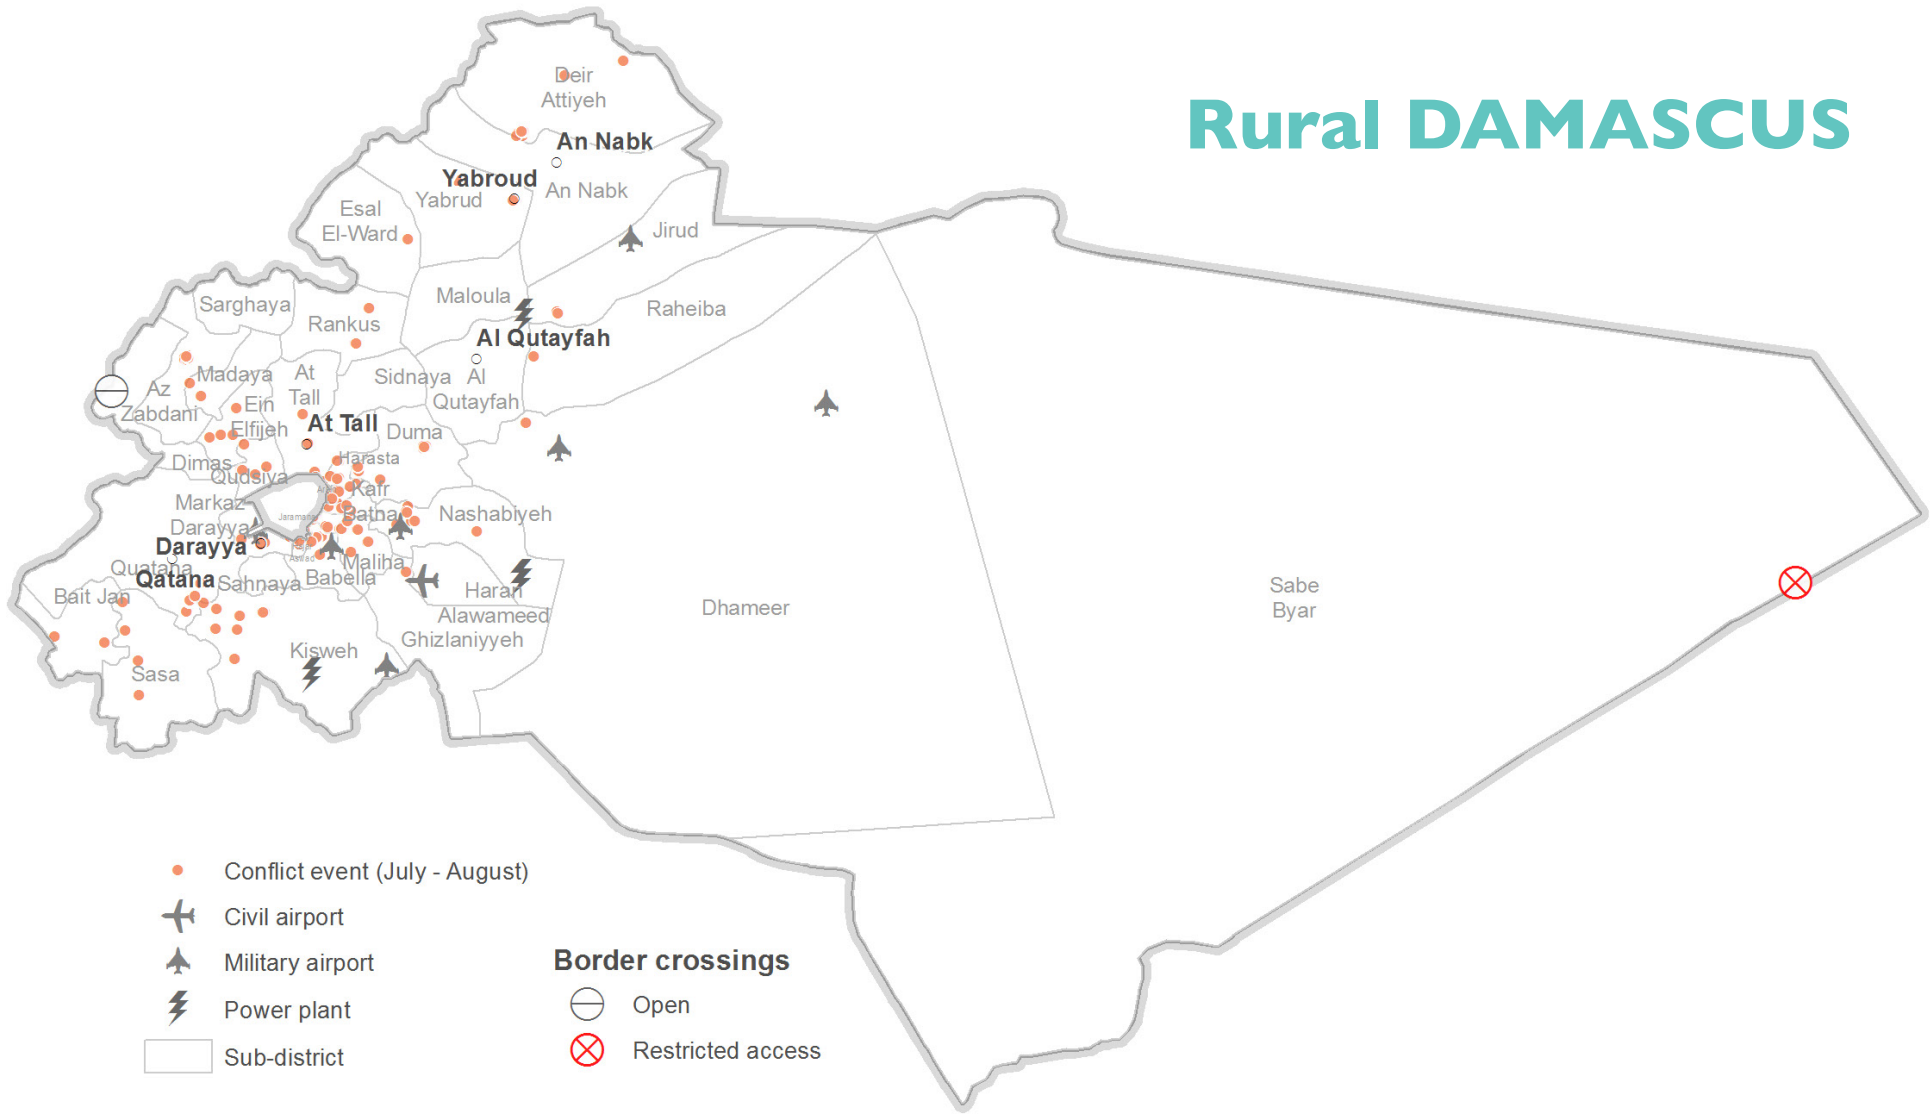 Rural DAMASCUS
Deir
Attiyeh
An Nabk
Yabroud
Yabrud
An Nabk
Esal
El-Ward
Jirud
Maloula
Sarghaya
Rankus
Raheiba
Al Qutayfah
Madaya
At
Tall
Sidnaya
Al
Qutayfah
Az
Zabdani
Ein
Elfijeh
At Tall
Duma
Harasta
Dimas
Qudsiya
Kafr
Batna
Markaz
Darayya
Jaramana
Nashabiyeh
Darayya
Quatana
Qatana
Sahnaya
Babella
Maliha
Bait Jan
Haran
Alawameed
Ghizlaniyyeh
Kisweh
Sasa
Dhameer
Sabe
Byar
Conflict event (July - August)
Civil airport
Military airport
Power plant
Sub-district
Border crossings
Open
Restricted access